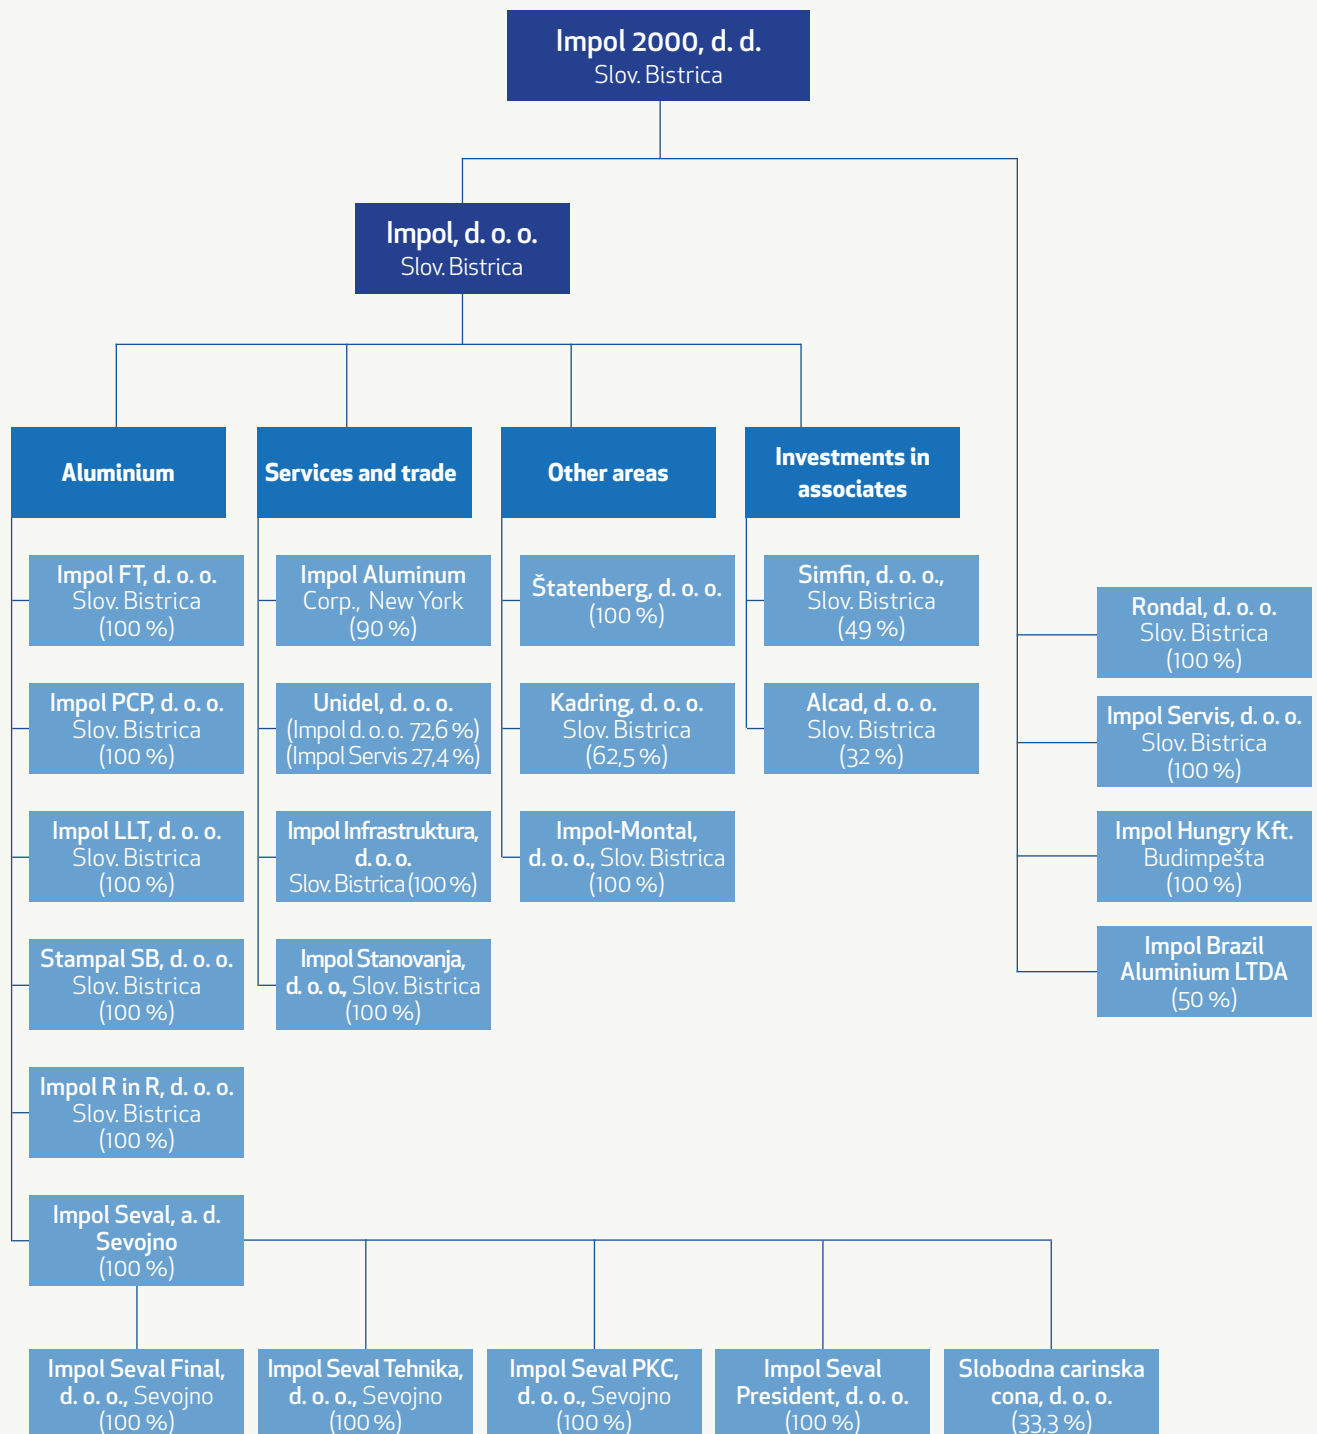 Impol 2000, d. d.
Slov. Bistrica
Impol, d. o. o.
Slov. Bistrica
Aluminium
Services and trade
Other areas
Investments in
associates
Impol FT, d. o. o.
Slov. Bistrica
(100 %)
Impol PCP, d. o. o.
Slov. Bistrica
(100 %)
Impol LLT, d. o. o.
Slov. Bistrica
(100 %)
Stampal SB, d. o. o.
Slov. Bistrica
(100 %)
Impol R in R, d. o. o.
Slov. Bistrica
(100 %)
Impol Seval, a. d.
Sevojno
(100 %)
Impol Aluminum
Corp., New York
(90 %)
Unidel, d. o. o.
(Impol d. o. o. 72,6 %)
(Impol Servis 27,4 %)
Impol Infrastruktura,
d. o. o.
Slov. Bistrica (100 %)
Impol Stanovanja,
d. o. o., Slov. Bistrica
(100 %)
Štatenberg, d. o. o.
(100 %)
Kadring, d. o. o.
Slov. Bistrica
(62,5 %)
Impol-Montal,
d. o. o., Slov. Bistrica
(100 %)
Simfin, d. o. o.,
Slov. Bistrica
(49 %)
Alcad, d. o. o.
Slov. Bistrica
(32 %)
Rondal, d. o. o.
Slov. Bistrica
(100 %)
Impol Servis, d. o. o.
Slov. Bistrica
(100 %)
Impol Hungry Kft.
Budimpešta
(100 %)
Impol Brazil
Aluminium LTDA
(50 %)
Impol Seval Final,
d. o. o., Sevojno
(100 %)
Impol Seval Tehnika,
d. o. o., Sevojno
(100 %)
Impol Seval PKC,
d. o. o., Sevojno
(100 %)
Impol Seval
President, d. o. o.
(100 %)
Slobodna carinska
cona, d. o. o.
(33,3 %)